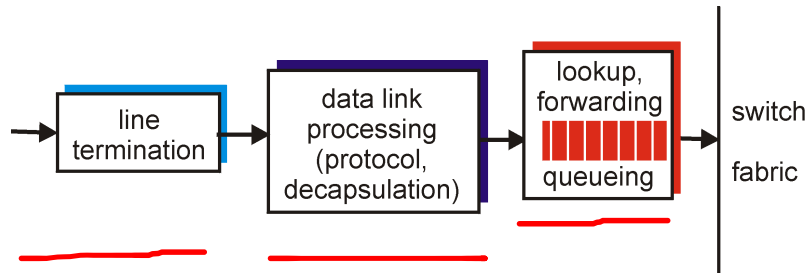 line
termination
data link
processing
(protocol,
decapsulation)
lookup,
forwarding
queueing
switch
fabric